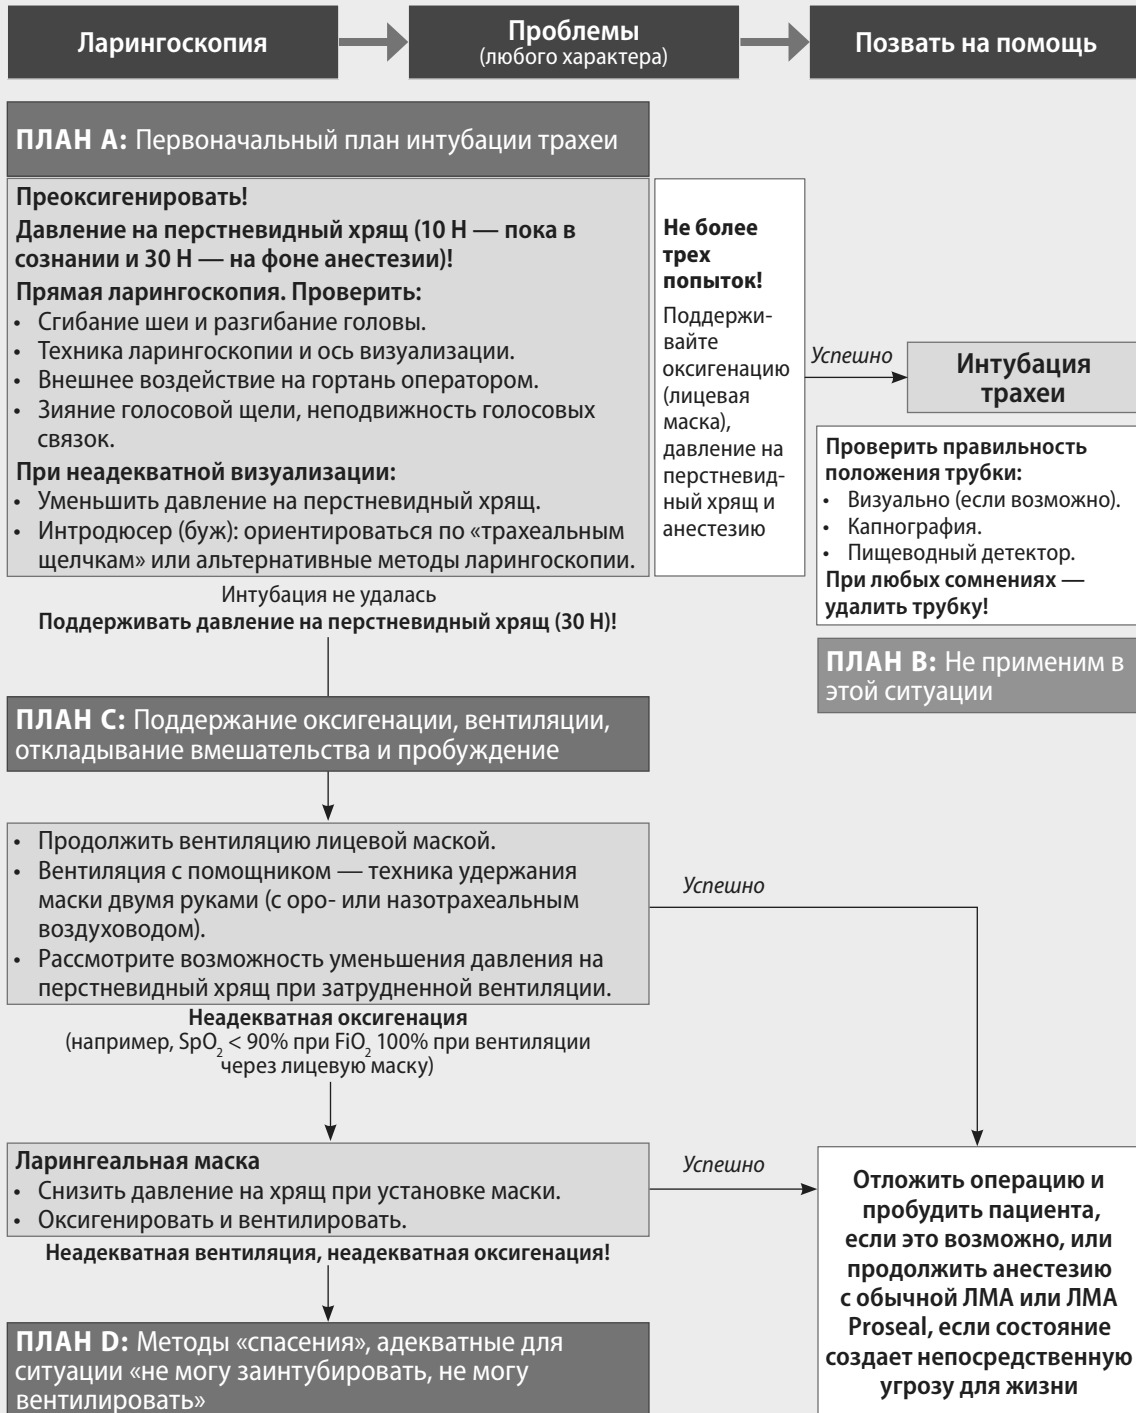 Ларингоскопия
Проблемы
(любого характера)
Позвать на помощь
ПЛАН A: Первоначальный план интубации трахеи
Преоксигенировать!
Давление на перстневидный хрящ (10 Н — пока в
сознании и 30 Н — на фоне анестезии)!
Прямая ларингоскопия. Проверить:
• Сгибание шеи и разгибание головы.
• Техника ларингоскопии и ось визуализации.
• Внешнее воздействие на гортань оператором.
• Зияние голосовой щели, неподвижность голосовых
связок.
При неадекватной визуализации:
• Уменьшить давление на перстневидный хрящ.
• Интродюсер (буж): ориентироваться по «трахеальным
щелчкам» или альтернативные методы ларингоскопии.
Не более
трех
попыток!
Поддержи-
вайте
оксигенацию
(лицевая
маска),
давление на
перстневид-
ный хрящ и
анестезию
Успешно
Интубация
трахеи
Проверить правильность
положения трубки:
• Визуально (если возможно).
• Капнография.
• Пищеводный детектор.
При любых сомнениях —
удалить трубку!
Интубация не удалась
Поддерживать давление на перстневидный хрящ (30 Н)!
ПЛАН B: Не применим в
этой ситуации
ПЛАН C: Поддержание оксигенации, вентиляции,
откладывание вмешательства и пробуждение
• Продолжить вентиляцию лицевой маской.
• Вентиляция с помощником — техника удержания
маски двумя руками (с оро- или назотрахеальным
воздуховодом).
• Рассмотрите возможность уменьшения давления на
перстневидный хрящ при затрудненной вентиляции.
Успешно
Неадекватная оксигенация
(например, SpO₂ < 90% при FiO₂ 100% при вентиляции
через лицевую маску)
Ларингеальная маска
• Снизить давление на хрящ при установке маски.
• Оксигенировать и вентилировать.
Успешно
Неадекватная вентиляция, неадекватная оксигенация!
Отложить операцию и
пробудить пациента,
если это возможно, или
продолжить анестезию
с обычной ЛМА или ЛМА
Proseal, если состояние
создает непосредственную
угрозу для жизни
ПЛАН D: Методы «спасения», адекватные для
ситуации «не могу заинтубировать, не могу
вентилировать»